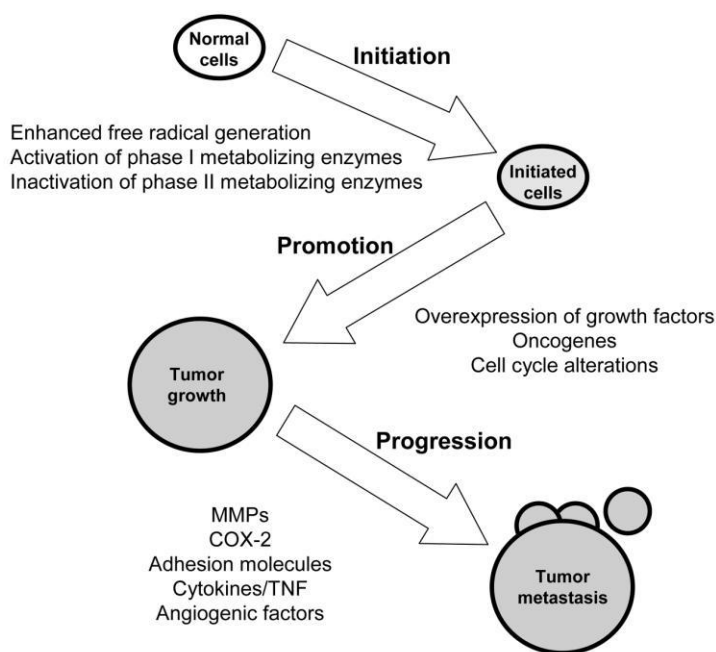 Normal
cells
Initiation
Enhanced free radical generation
Activation of phase I metabolizing enzymes
Inactivation of phase II metabolizing enzymes
Initiated
cells
Promotion
Overexpression of growth factors
Oncogenes
Cell cycle alterations
Tumor
growth
Progression
MMPs
COX-2
Adhesion molecules
Cytokines/TNF
Angiogenic factors
Tumor
metastasis